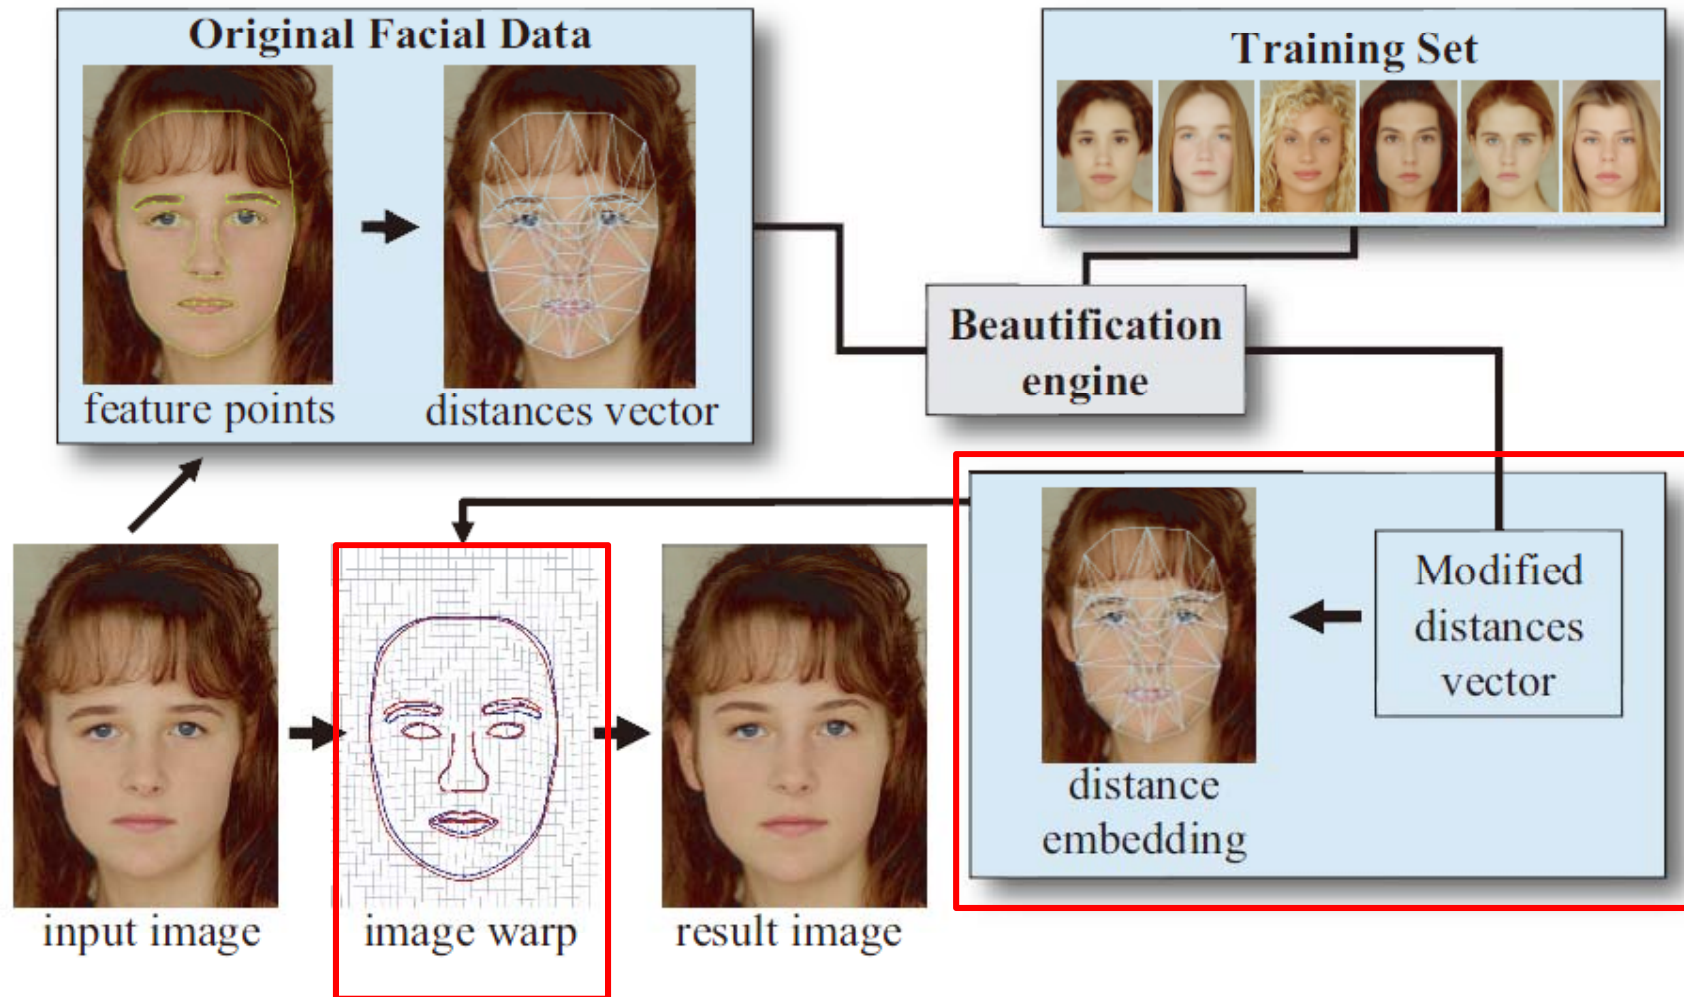 Original Facial Data
feature points
distances vector
Training Set
Beautification
engine
Modified
distances
vector
distance
embedding
input image
image warp
result image